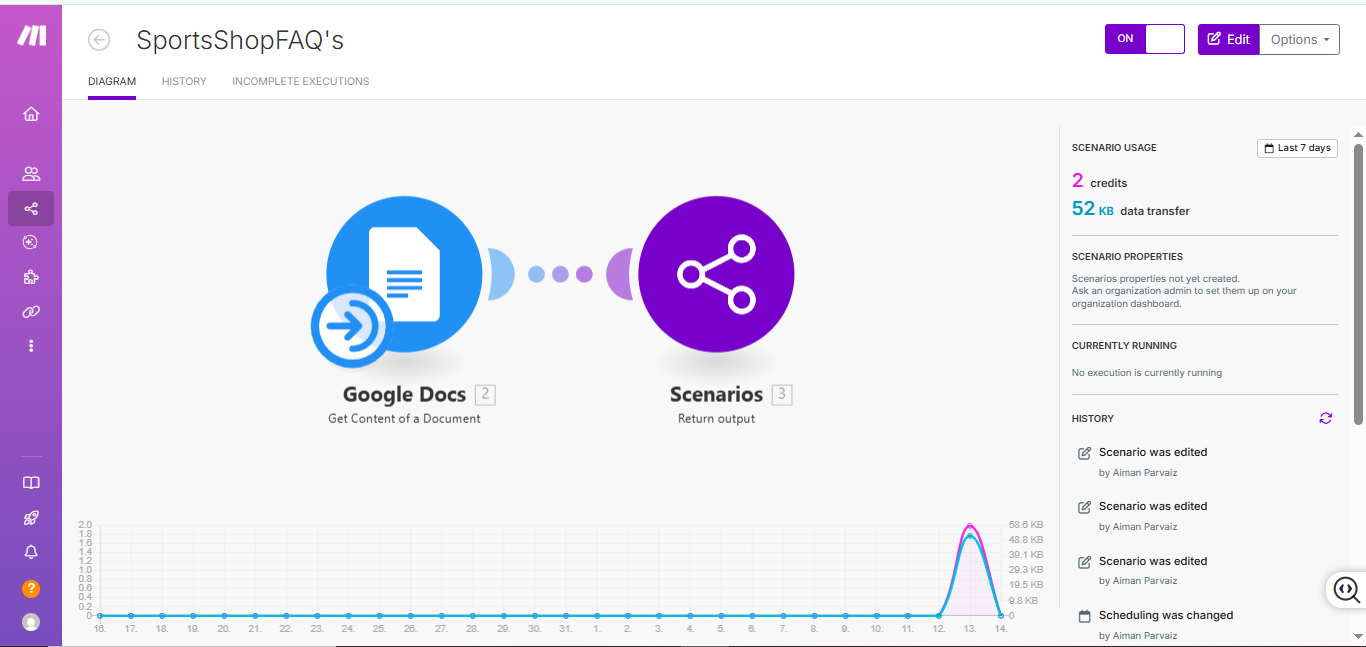 SportsShopFAQ's
ON
Edit
Options
DIAGRAM
HISTORY
INCOMPLETE EXECUTIONS
SCENARIO USAGE
Last 7 days
2 credits
52 KB data transfer
SCENARIO PROPERTIES
Scenarios properties not yet created.
Ask an organization admin to set them up on your
organization dashboard.
CURRENTLY RUNNING
No execution is currently running
HISTORY
Scenario was edited
by Aiman Parvaiz
Scenario was edited
by Aiman Parvaiz
Scenario was edited
by Aiman Parvaiz
Scheduling was changed
by Aiman Parvaiz
Google Docs 2
Get Content of a Document
Scenarios 3
Return output
2.0
1.8
1.6
1.4
1.2
1.0
0.8
0.6
0.4
0.2
0
58.6 KB
48.8 KB
39.1 KB
29.3 KB
19.5 KB
9.8 KB
0
16. 17. 18. 19. 20. 21. 22. 23. 24. 25. 26. 27. 28. 29. 30. 31. 1. 2. 3. 4. 5. 6. 7. 8. 9. 10. 11. 12. 13. 14.
?